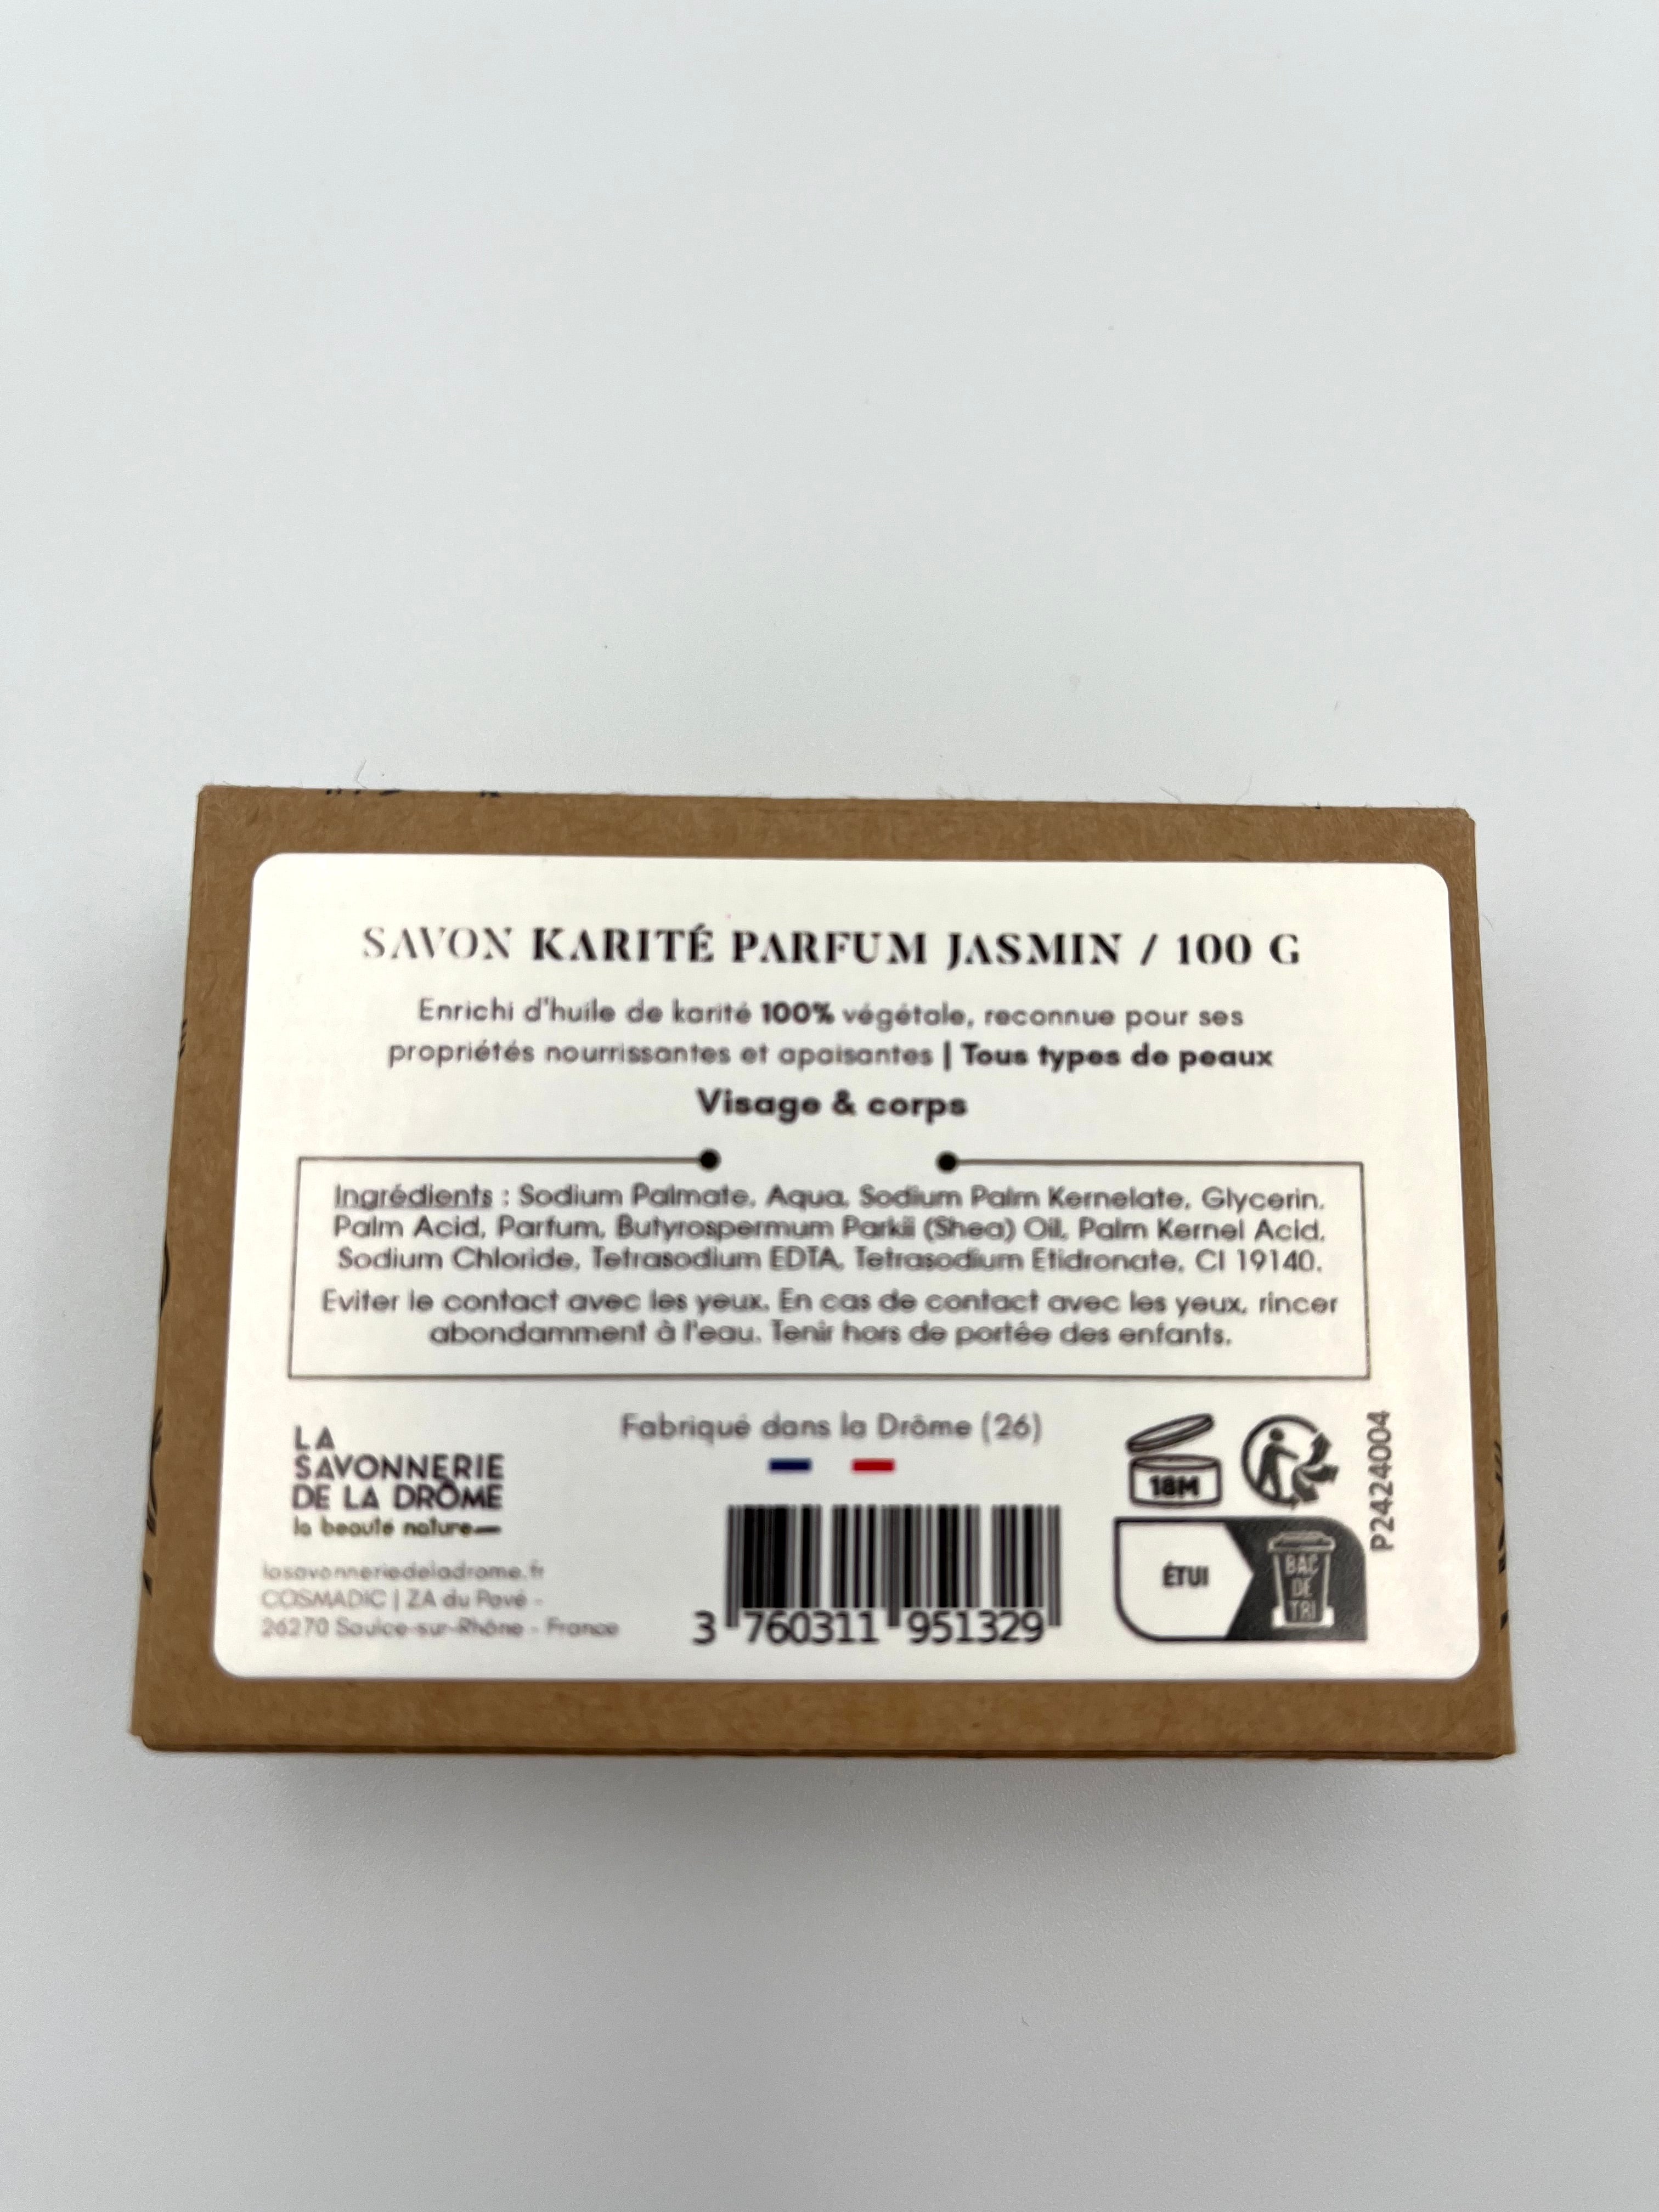 SAVON KARITÉ PARFUM JASMIN / 100 G
Enrichi d'huile de karité 100% végétale, reconnue pour ses
propriétés nourrissantes et apaisantes | Tous types de peaux
Visage & corps
Ingrédients : Sodium Palmate, Aqua, Sodium Palm Kernelate, Glycerin,
Palm Acid, Parfum, Butyrospermum Parkii (Shea) Oil, Palm Kernel Acid,
Sodium Chloride, Tetrasodium EDTA, Tetrasodium Etidronate, CI 19140.
Eviter le contact avec les yeux. En cas de contact avec les yeux, rincer
abondamment à l'eau. Tenir hors de portée des enfants.
LA
SAVONNERIE
DE LA DRÔME
la beauté nature
lasavonneriedeladrome.fr
COSMADIC | ZA du Pavé -
26270 Saulce-sur-Rhône - France
Fabriqué dans la Drôme (26)
3 760311 951329
18M
ÉTUI
BAC
DE
TRI
P2424004